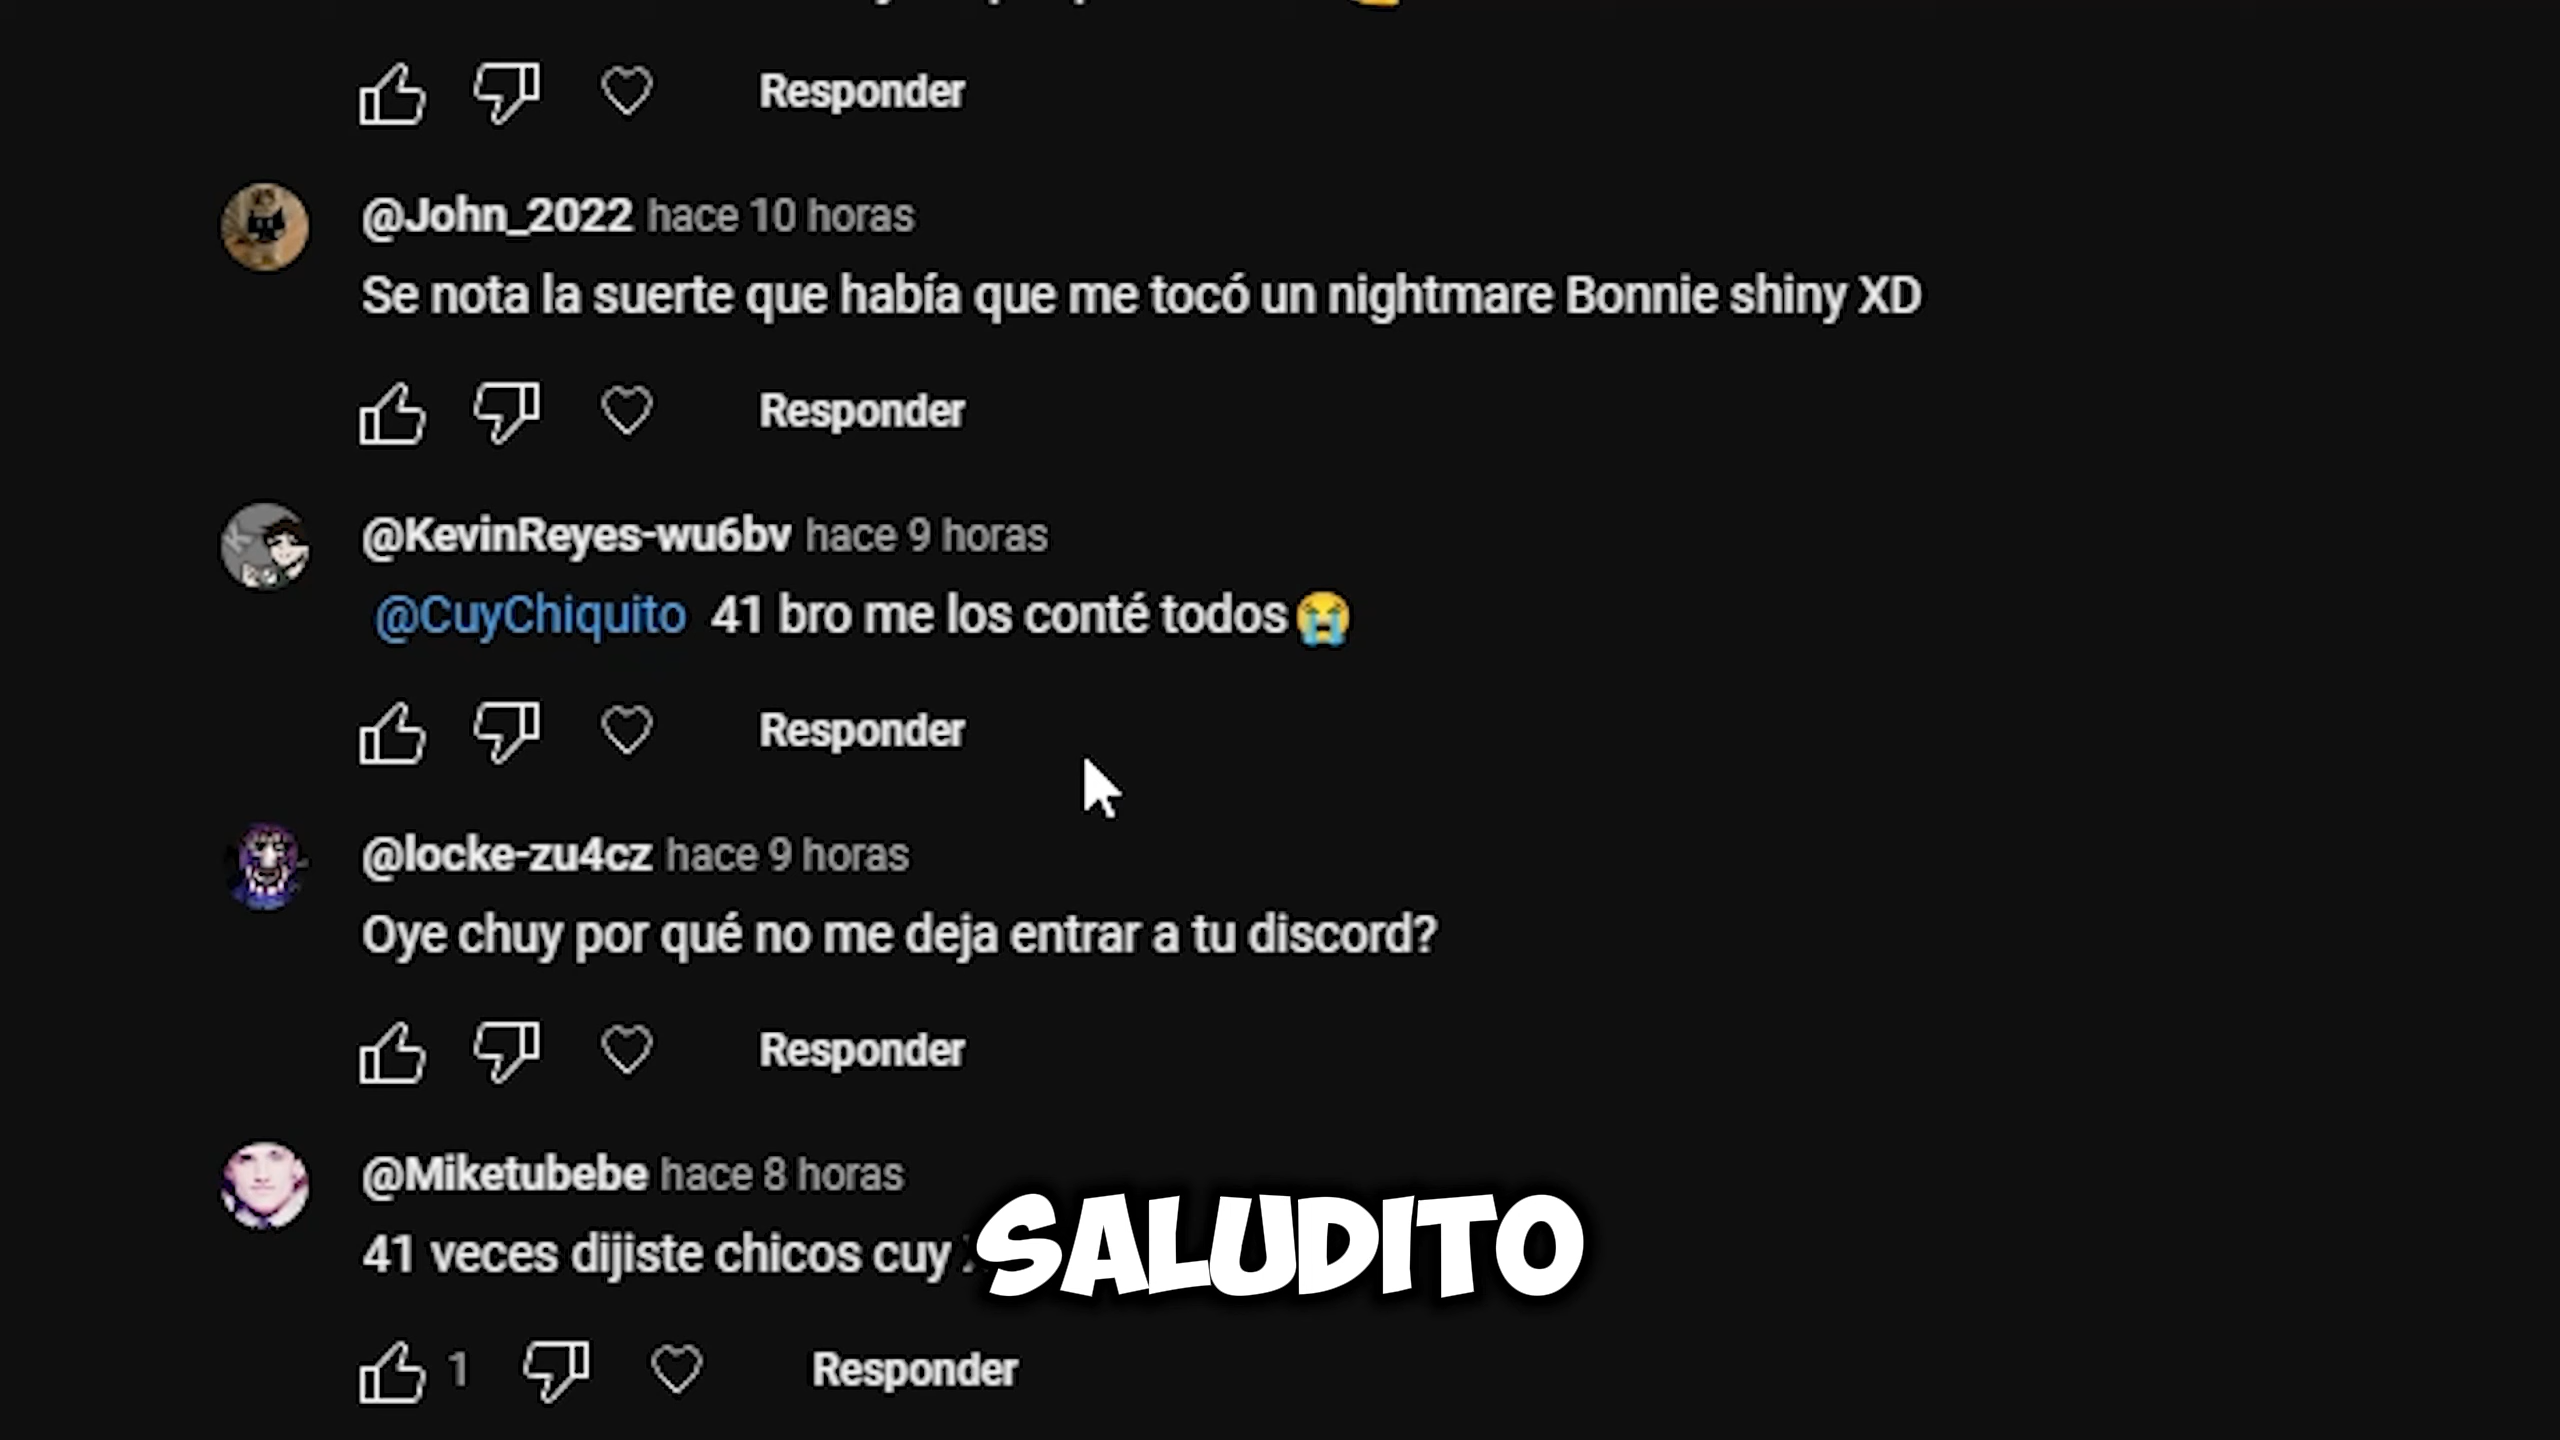 Responder
@John_2022 hace 10 horas
Se nota la suerte que había que me tocó un nightmare Bonnie shiny XD
Responder
@KevinReyes-wu6bv hace 9 horas
@CuyChiquito 41 bro me los conté todos😭
Responder
@locke-zu4cz hace 9 horas
Oye chuy por qué no me deja entrar a tu discord?
Responder
@Miketubebe hace 8 horas
41 veces dijiste chicos cuy
SALUDITO
1 Responder